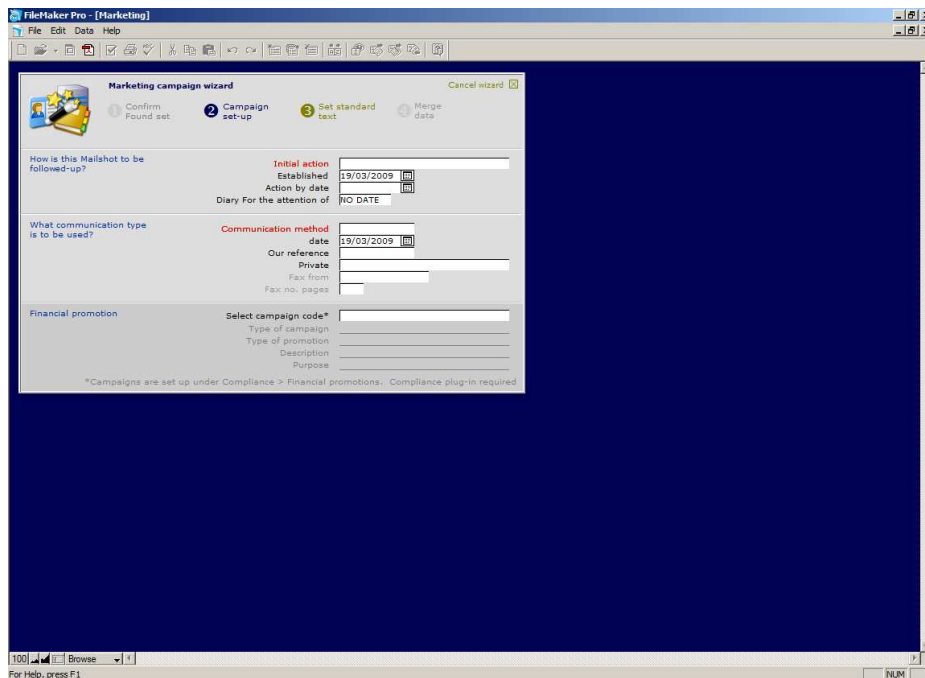 FileMaker Pro - [Marketing]
File Edit Data Help
Marketing campaign wizard
Cancel wizard
1 Confirm Found set
2 Campaign set-up
3 Set standard text
4 Merge data
How is this Mailshot to be followed-up?
Initial action
Established 19/03/2009
Action by date
Diary For the attention of NO DATE
What communication type is to be used?
Communication method
date 19/03/2009
Our reference
Private
Fax from
Fax no. pages
Financial promotion
Select campaign code*
Type of campaign
Type of promotion
Description
Purpose
*Campaigns are set up under Compliance > Financial promotions. Compliance plug-in required
100 Browse
For Help, press F1
NUM